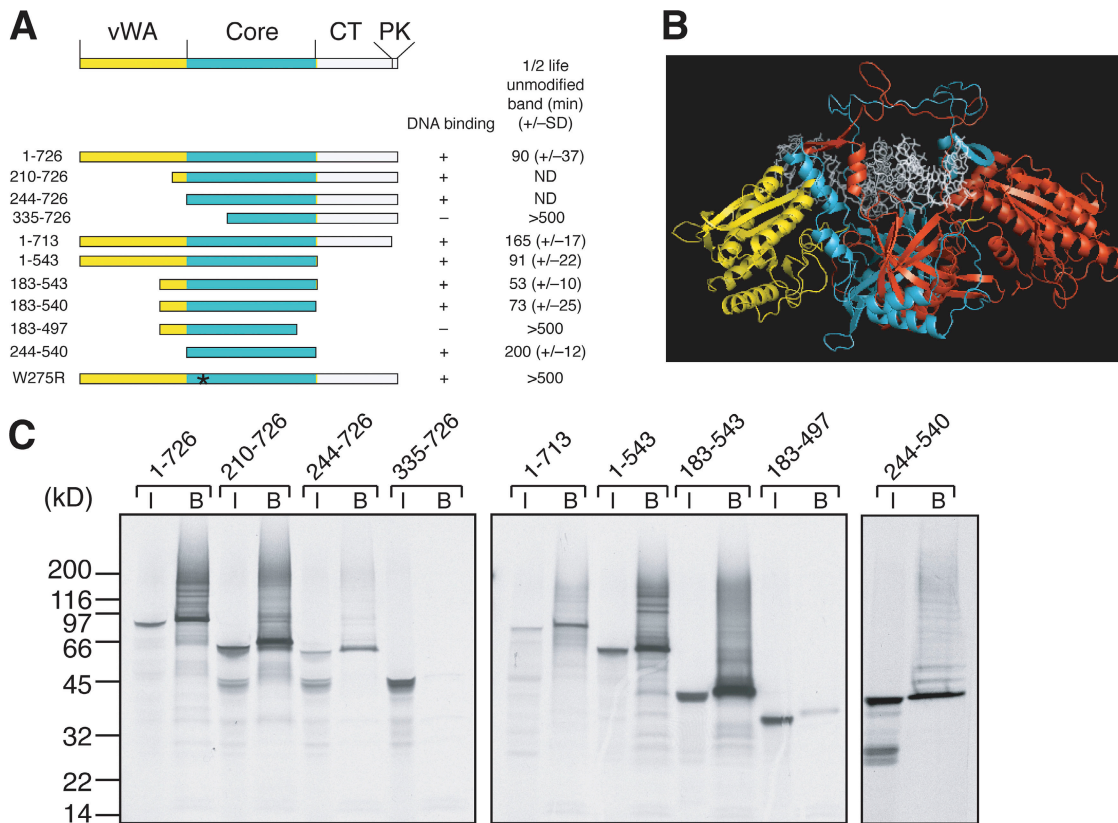 A
vWA Core CT PK
1/2 life
unmodified
band (min)
DNA binding (+/–SD)
1-726 + 90 (+/–37)
210-726 + ND
244-726 + ND
335-726 – >500
1-713 + 165 (+/–17)
1-543 + 91 (+/–22)
183-543 + 53 (+/–10)
183-540 + 73 (+/–25)
183-497 – >500
244-540 + 200 (+/–12)
W275R * + >500
B
C
1-726 210-726 244-726 335-726 1-713 1-543 183-543 183-497 244-540
(kD) I B I B I B I B I B I B I B I B I B
200
116
97
66
45
32
22
14